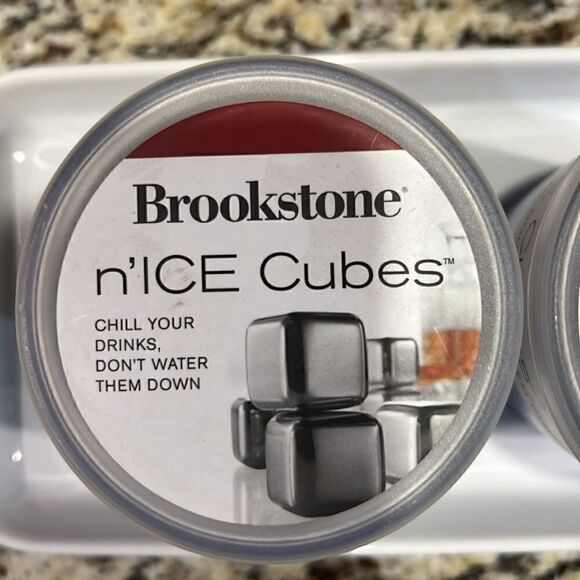 Brookstone®
n'ICE Cubes™
CHILL YOUR
DRINKS,
DON'T WATER
THEM DOWN